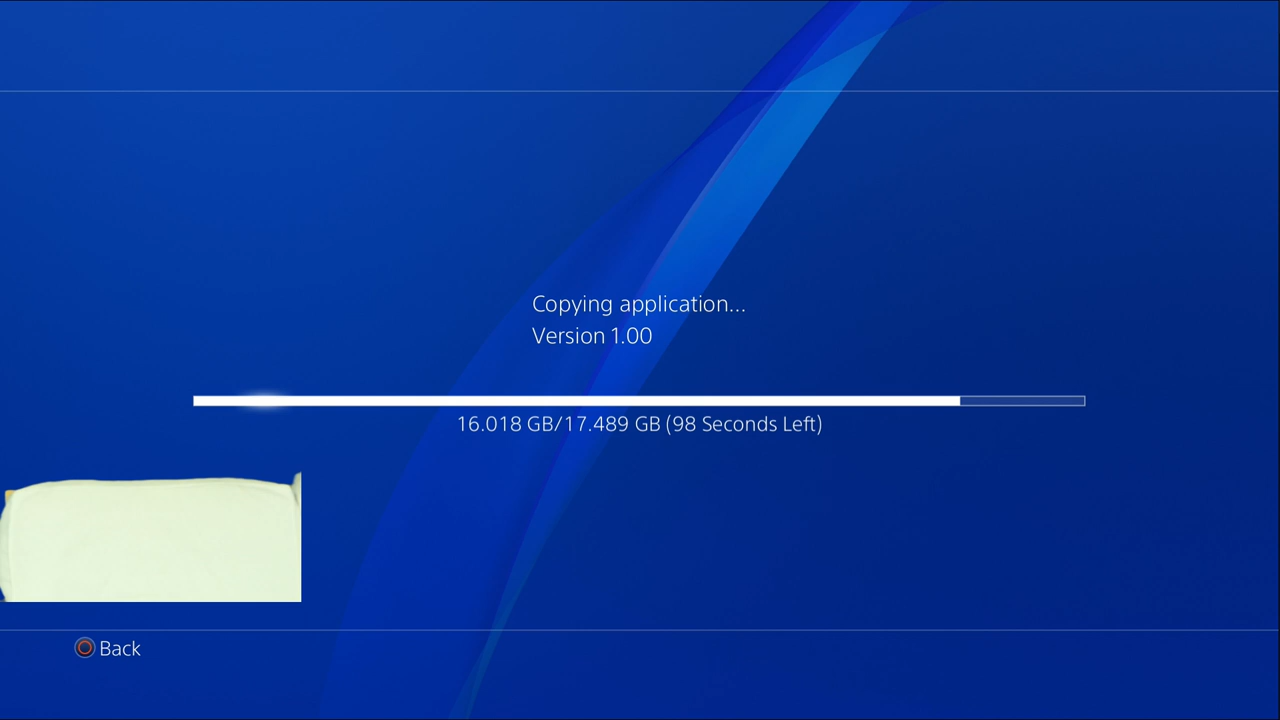 Copying application...
Version 1.00
16.018 GB/17.489 GB (98 Seconds Left)
Back